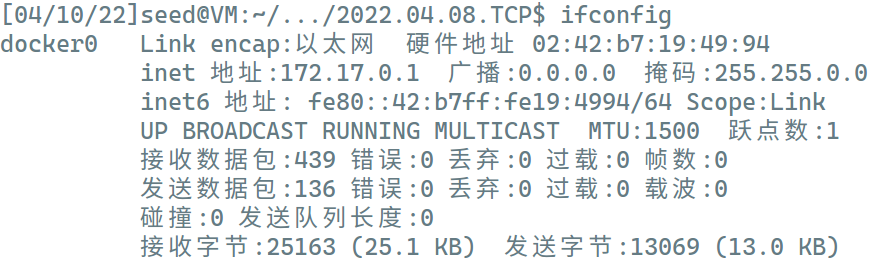 [04/10/22]seed@VM:~/.../2022.04.08.TCP$ ifconfig
docker0   Link encap:以太网  硬件地址 02:42:b7:19:49:94
          inet 地址:172.17.0.1  广播:0.0.0.0  掩码:255.255.0.0
          inet6 地址: fe80::42:b7ff:fe19:4994/64 Scope:Link
          UP BROADCAST RUNNING MULTICAST  MTU:1500  跃点数:1
          接收数据包:439 错误:0 丢弃:0 过载:0 帧数:0
          发送数据包:136 错误:0 丢弃:0 过载:0 载波:0
          碰撞:0 发送队列长度:0
          接收字节:25163 (25.1 KB)  发送字节:13069 (13.0 KB)